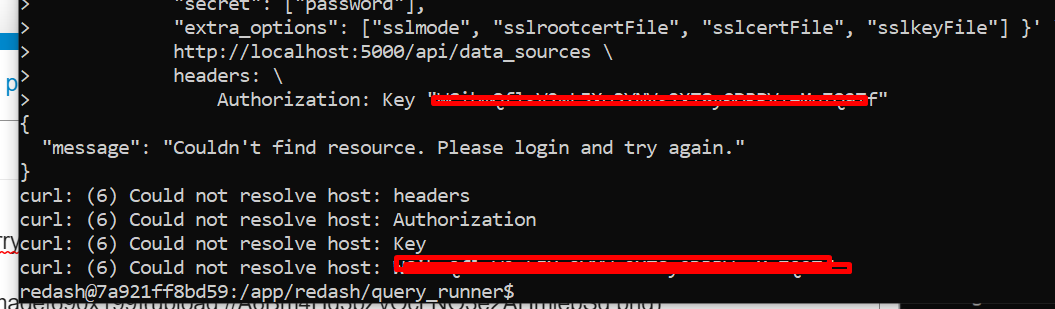 > "secret": ["password"],
> "extra_options": ["sslmode", "sslrootcertFile", "sslcertFile", "sslkeyFile"] }'
> http://localhost:5000/api/data_sources \
> headers: \
> Authorization: Key "
{
"message": "Couldn't find resource. Please login and try again."
}
curl: (6) Could not resolve host: headers
curl: (6) Could not resolve host: Authorization
curl: (6) Could not resolve host: Key
curl: (6) Could not resolve host:
redash@7a921ff8bd59:/app/redash/query_runner$